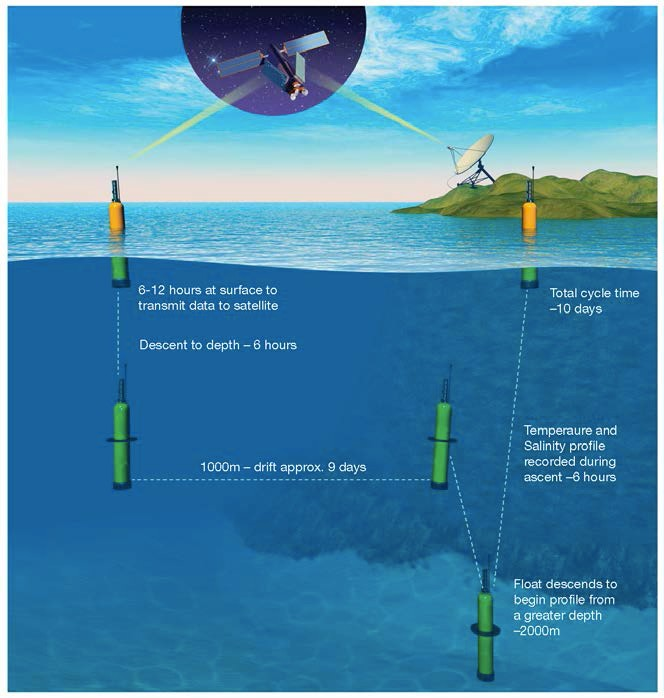 6-12 hours at surface to
transmit data to satellite
Total cycle time
–10 days
Descent to depth – 6 hours
Temperaure and
Salinity profile
recorded during
ascent –6 hours
1000m – drift approx. 9 days
Float descends to
begin profile from
a greater depth
–2000m